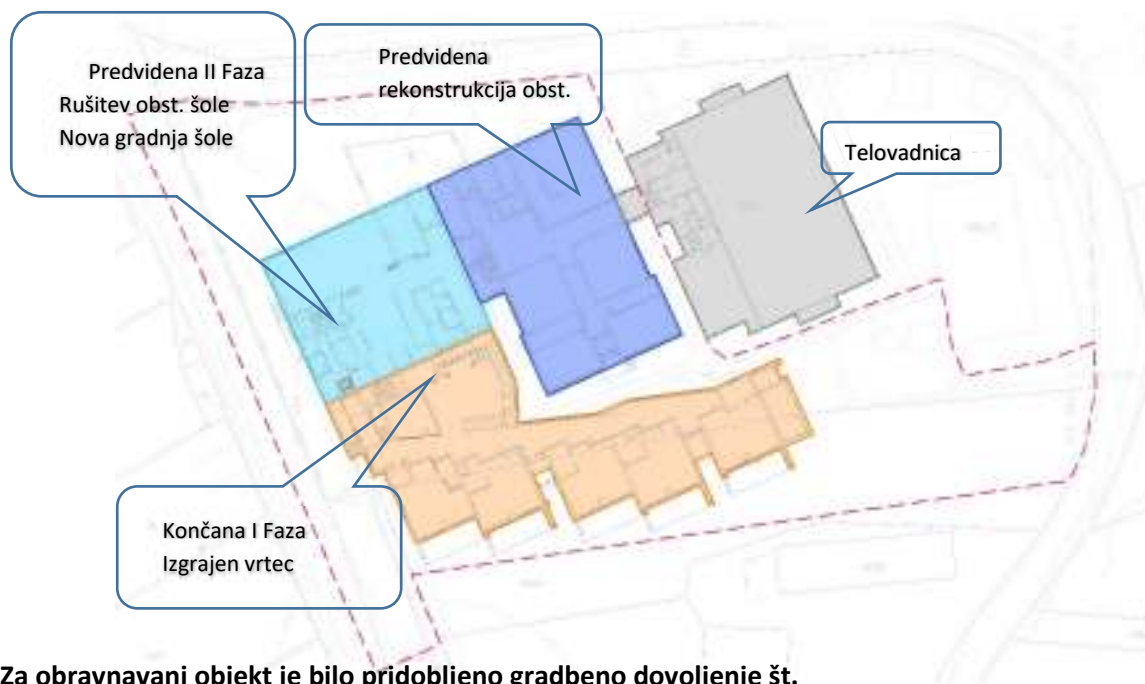 Predvidena II Faza
Rušitev obst. šole
Nova gradnja šole
Predvidena
rekonstrukcija obst.
Telovadnica
Končana I Faza
Izgrajen vrtec
Za obravnavani objekt je bilo pridobljeno gradbeno dovoljenje št.